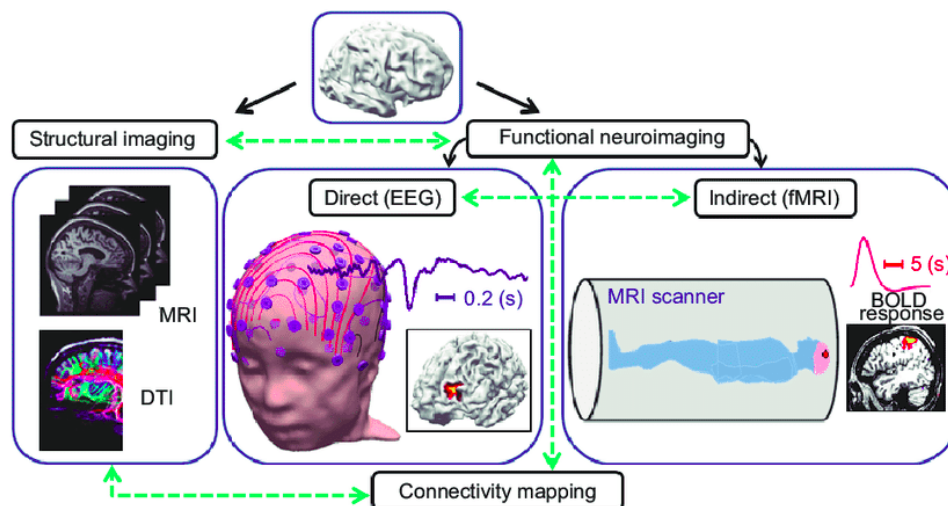 Structural imaging
Functional neuroimaging
Direct (EEG)
Indirect (fMRI)
MRI
DTI
0.2 (s)
MRI scanner
5 (s)
BOLD
response
Connectivity mapping